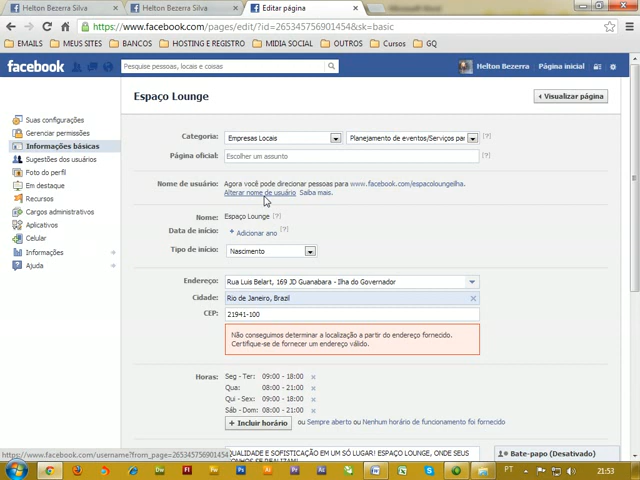 Helton Bezerra Silva
Helton Bezerra Silva
Editar página
https://www.facebook.com/pages/edit/?id=265345756901454&sk=basic
EMAILS
MEUS SITES
BANCOS
HOSTING E REGISTRO
MIDIA SOCIAL
OUTROS
Cursos
GQ
facebook
Pesquise pessoas, locais e coisas
Helton Bezerra
Página inicial
Espaço Lounge
Visualizar página
Suas configurações
Gerenciar permissões
Informações básicas
Sugestões dos usuários
Foto do perfil
Em destaque
Recursos
Cargos administrativos
Aplicativos
Celular
Informações
Ajuda
Categoria: Empresas Locais Planejamento de eventos/Serviços pa [?]
Página oficial: Escolher um assunto [?]
Nome de usuário: Agora você pode direcionar pessoas para www.facebook.com/espacoloungeilha.
Alterar nome de usuário Saiba mais.
Nome: Espaço Lounge [?]
Data de início: + Adicionar ano [?]
Tipo de início: Nascimento
Endereço: Rua Luis Belart, 169 JD Guanabara - Ilha do Governador
Cidade: Rio de Janeiro, Brazil
CEP: 21941-100
Não conseguimos determinar a localização a partir do endereço fornecido.
Certifique-se de fornecer um endereço válido.
Horas: Seg - Ter: 09:00 - 18:00
Qua: 08:00 - 21:00
Qui - Sex: 09:00 - 18:00
Sáb - Dom: 08:00 - 21:00
+ Incluir horário ou Sempre aberto ou Nenhum horário de funcionamento foi fornecido
https://www.facebook.com/username?from_page=265345756901454
QUALIDADE E SOFISTICAÇÃO EM UM SÓ LUGAR! ESPAÇO LOUNGE, ONDE SEUS
Bate-papo (Desativado)
PT
21:53